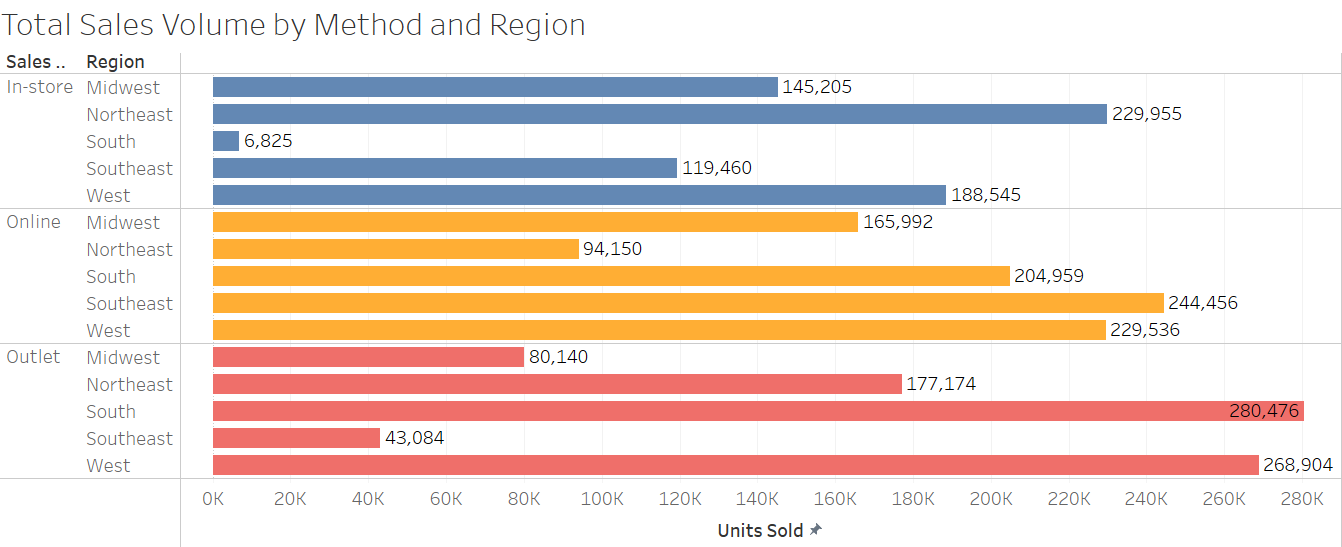 Total Sales Volume by Method and Region
Sales .. Region
In-store Midwest 145,205
Northeast 229,955
South 6,825
Southeast 119,460
West 188,545
Online Midwest 165,992
Northeast 94,150
South 204,959
Southeast 244,456
West 229,536
Outlet Midwest 80,140
Northeast 177,174
South 280,476
Southeast 43,084
West 268,904
0K 20K 40K 60K 80K 100K 120K 140K 160K 180K 200K 220K 240K 260K 280K
Units Sold